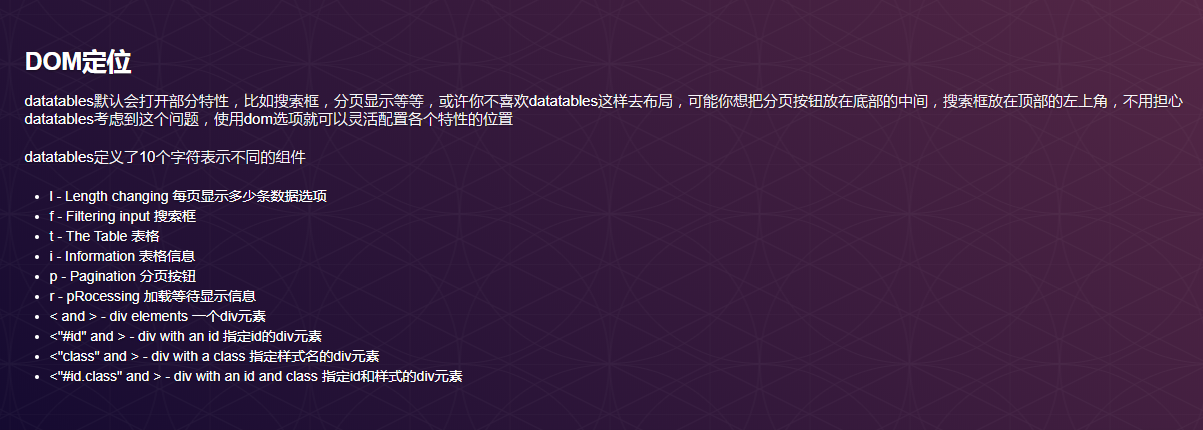 DOM定位
datatables默认会打开部分特性，比如搜索框，分页显示等等，或许你不喜欢datatables这样去布局，可能你想把分页按钮放在底部的中间，搜索框放在顶部的左上角，不用担心
datatables考虑到这个问题，使用dom选项就可以灵活配置各个特性的位置
datatables定义了10个字符表示不同的组件
• l - Length changing 每页显示多少条数据选项
• f - Filtering input 搜索框
• t - The Table 表格
• i - Information 表格信息
• p - Pagination 分页按钮
• r - pRocessing 加载等待显示信息
• < and > - div elements 一个div元素
• <"#id" and > - div with an id 指定id的div元素
• <"class" and > - div with a class 指定样式名的div元素
• <"#id.class" and > - div with an id and class 指定id和样式的div元素